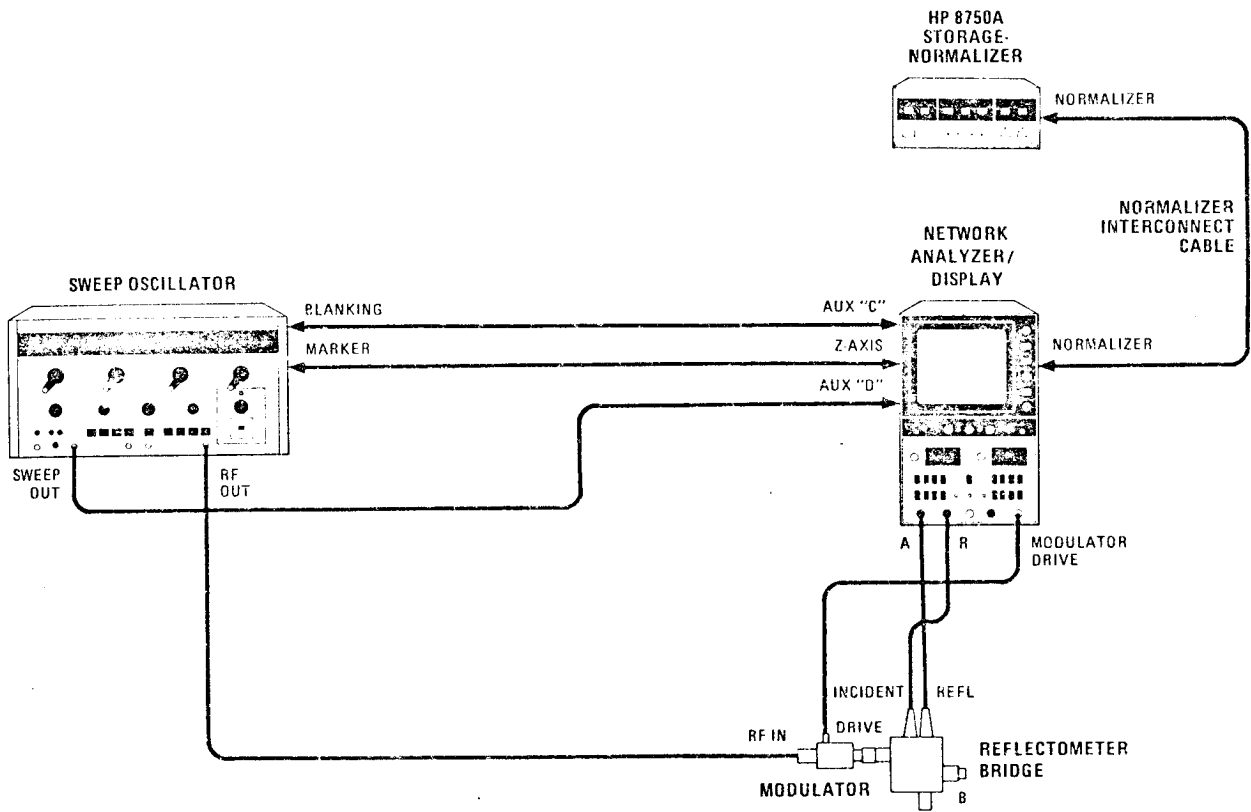 HP 8750A
STORAGE-
NORMALIZER
NORMALIZER
NORMALIZER
INTERCONNECT
CABLE
NETWORK
ANALYZER/
DISPLAY
SWEEP OSCILLATOR
BLANKING
AUX "C"
MARKER
Z-AXIS
NORMALIZER
AUX "D"
SWEEP
OUT
RF
OUT
A
R
MODULATOR
DRIVE
INCIDENT
REFL
RF IN
DRIVE
MODULATOR
REFLECTOMETER
BRIDGE
B